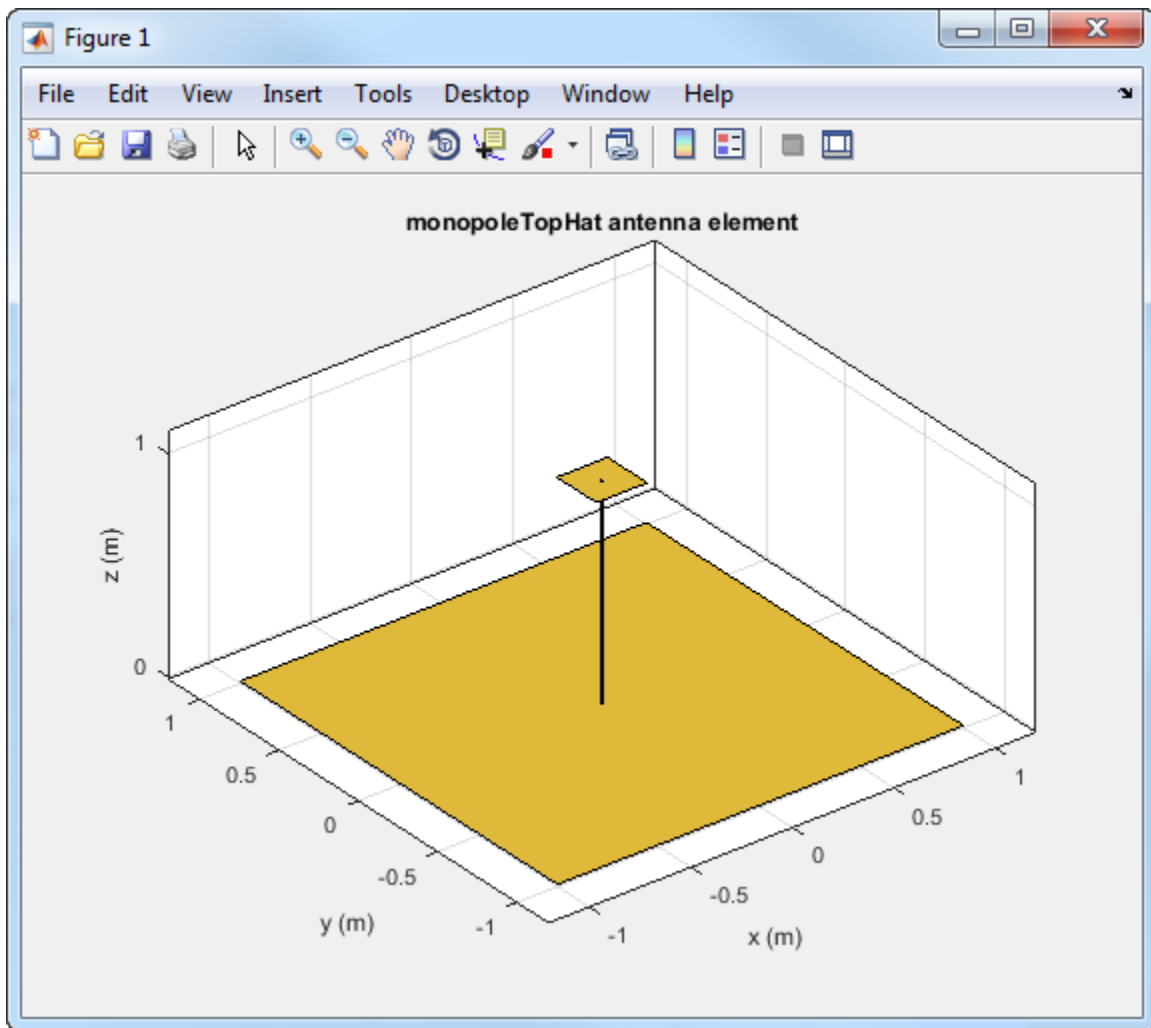 Figure 1
File Edit View Insert Tools Desktop Window Help
monopoleTopHat antenna element
1
z (m)
0
1
0.5
0
-0.5
-1
y (m)
1
0.5
0
-0.5
-1
x (m)